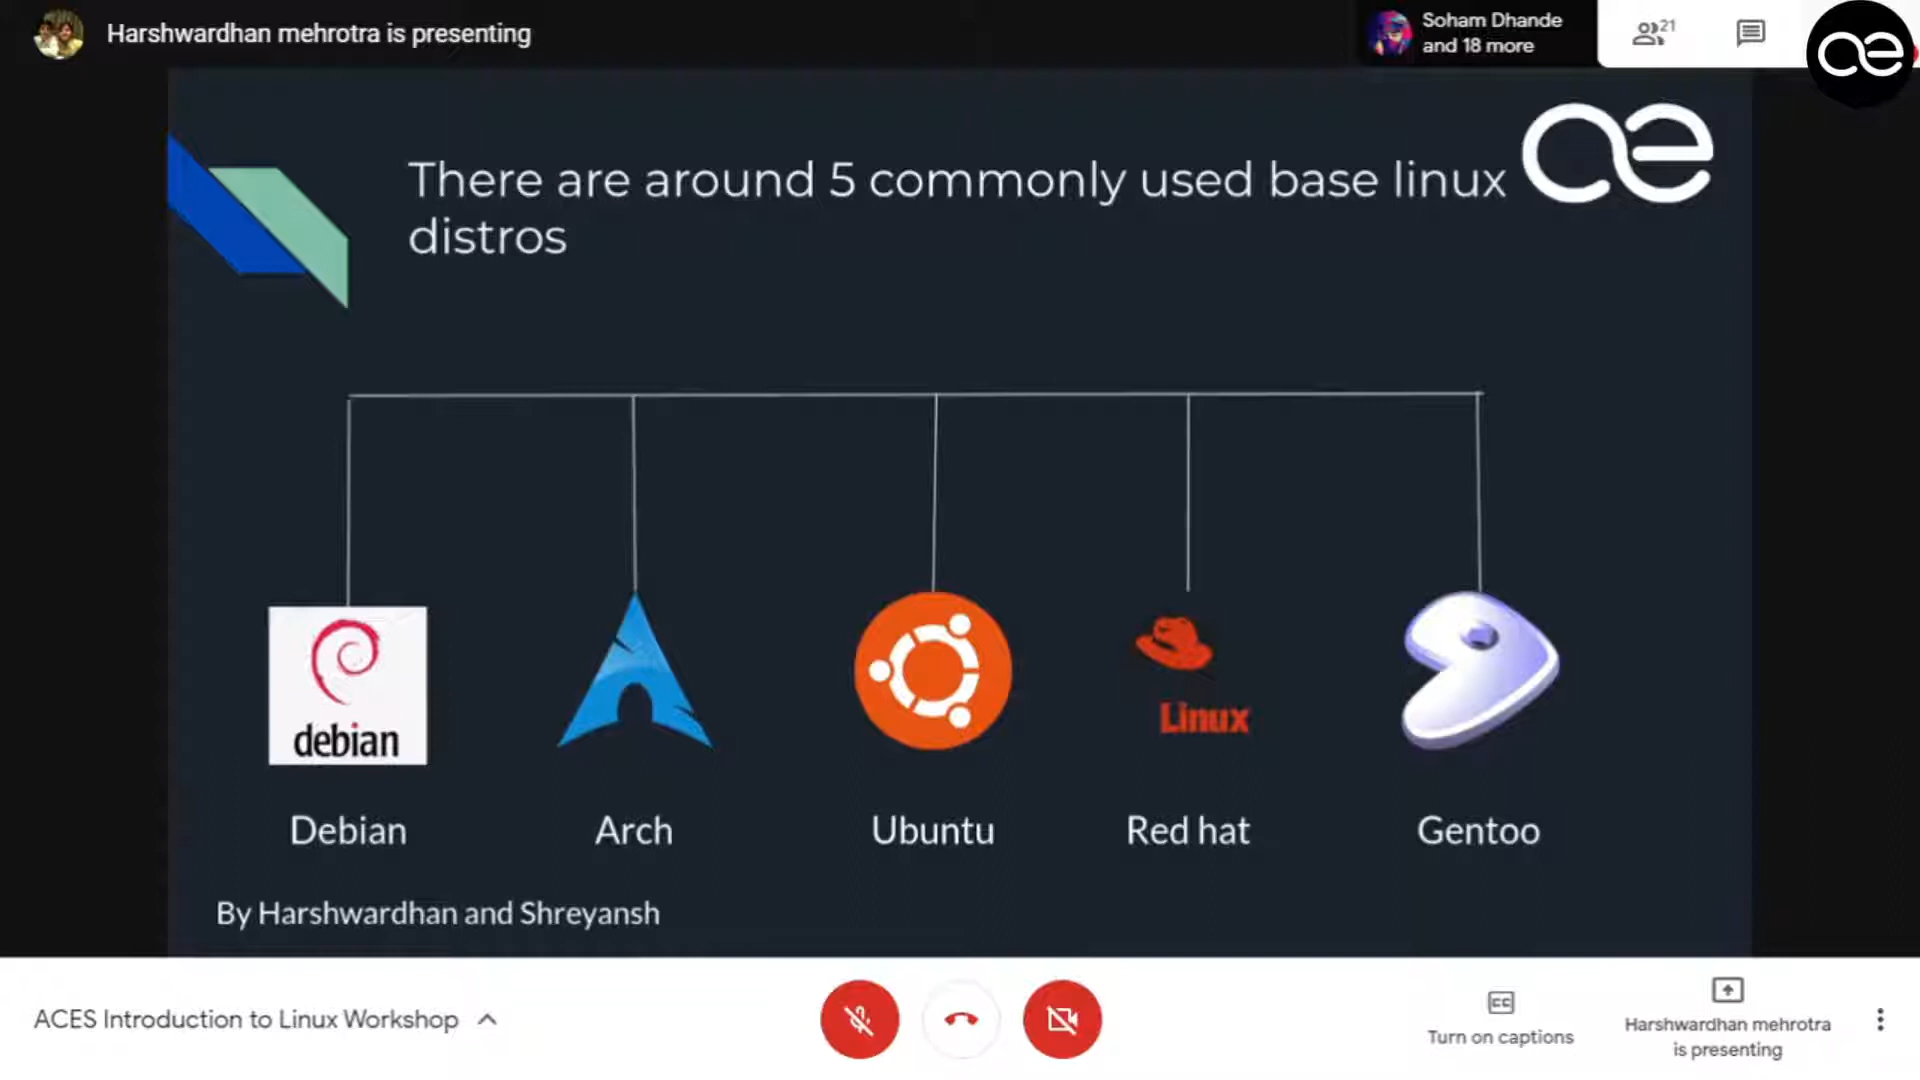 Harshwardhan mehrotra is presenting
Soham Dhande
and 18 more
21
There are around 5 commonly used base linux
distros
debian
Linux
Debian
Arch
Ubuntu
Red hat
Gentoo
By Harshwardhan and Shreyansh
ACES Introduction to Linux Workshop
CC
Turn on captions
Harshwardhan mehrotra
is presenting